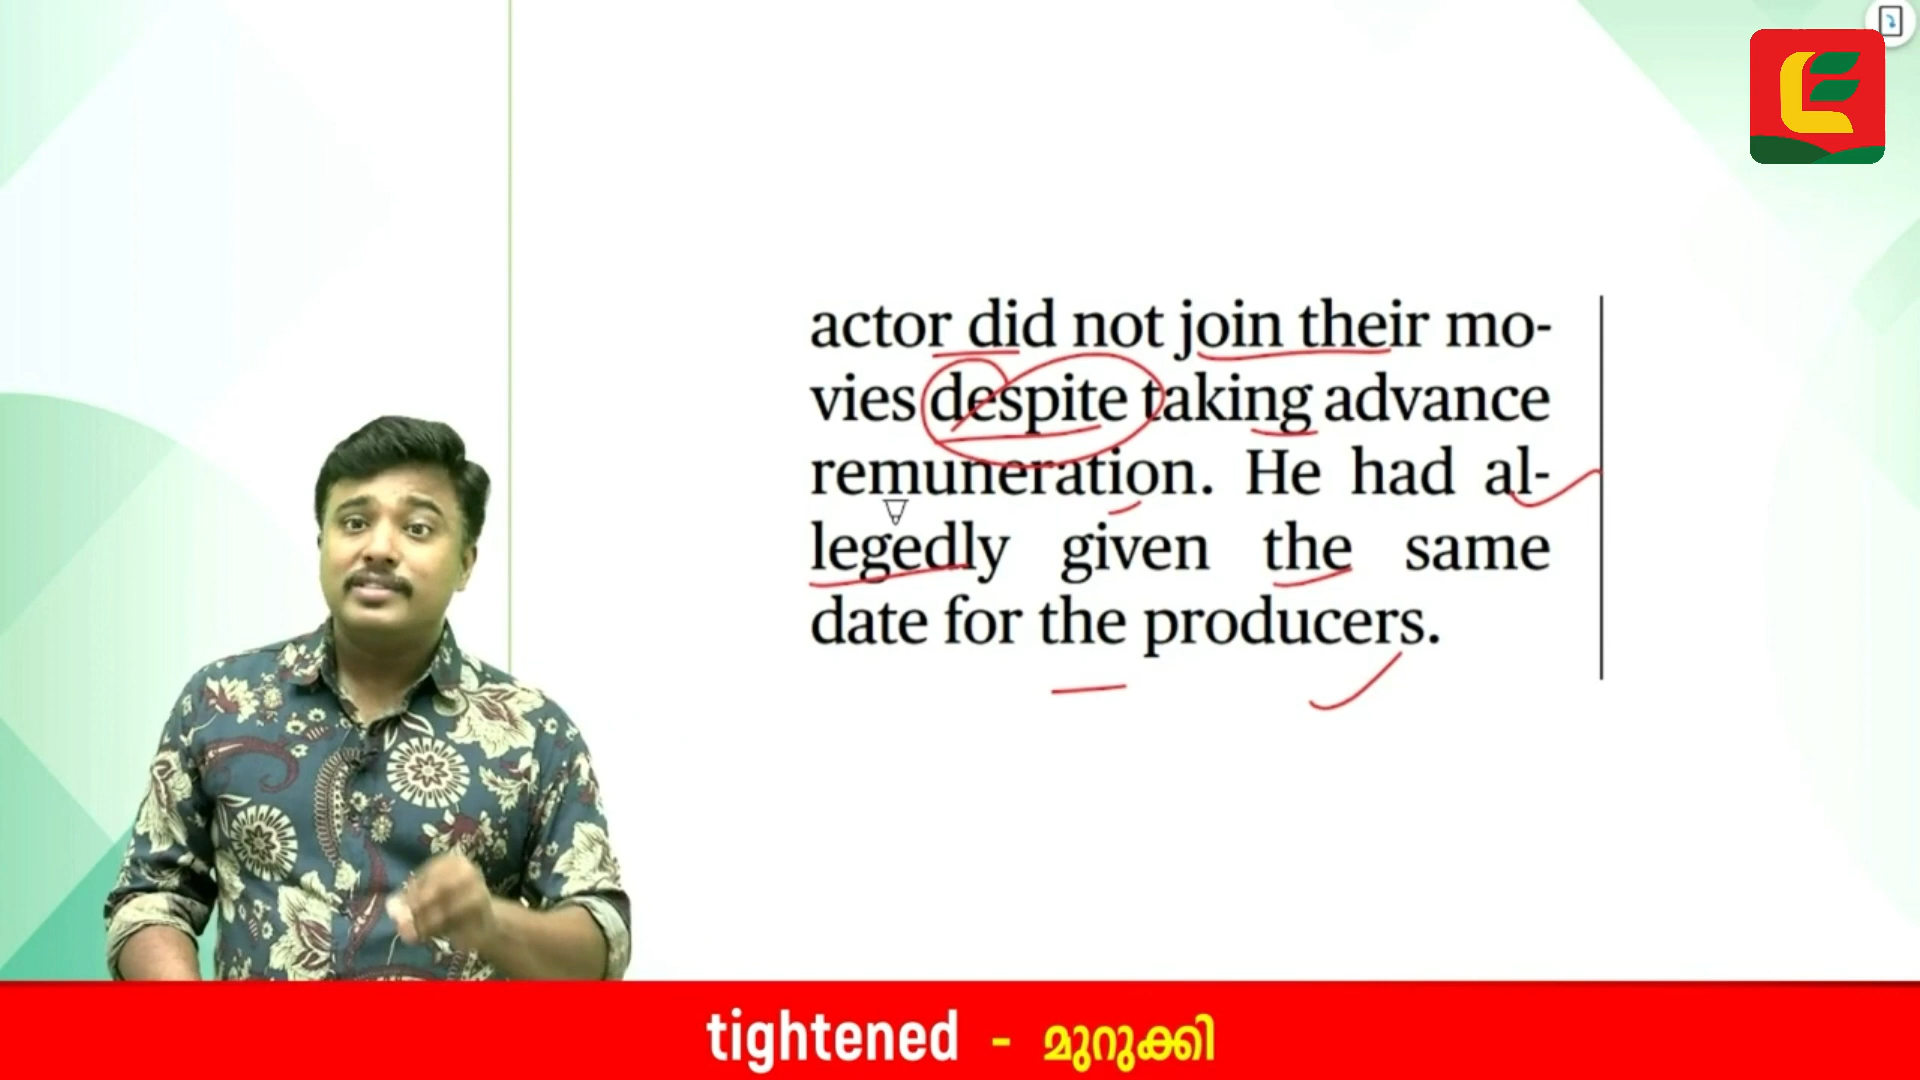 actor did not join their mo-
vies despite taking advance
remuneration. He had al-
legedly given the same
date for the producers.
tightened - മുറുക്കി